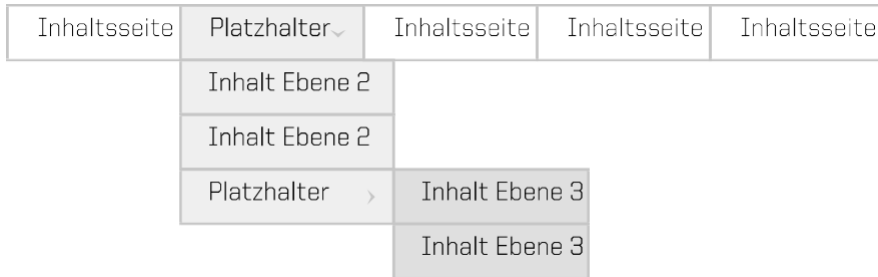 Inhaltsseite Platzhalter Inhaltsseite Inhaltsseite Inhaltsseite
Inhalt Ebene 2
Inhalt Ebene 2
Platzhalter Inhalt Ebene 3
Inhalt Ebene 3